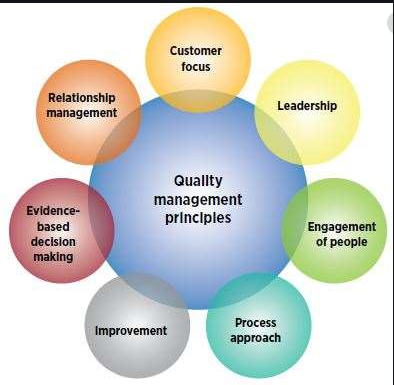 Customer
focus
Leadership
Engagement
of people
Process
approach
Improvement
Evidence-
based
decision
making
Relationship
management
Quality
management
principles